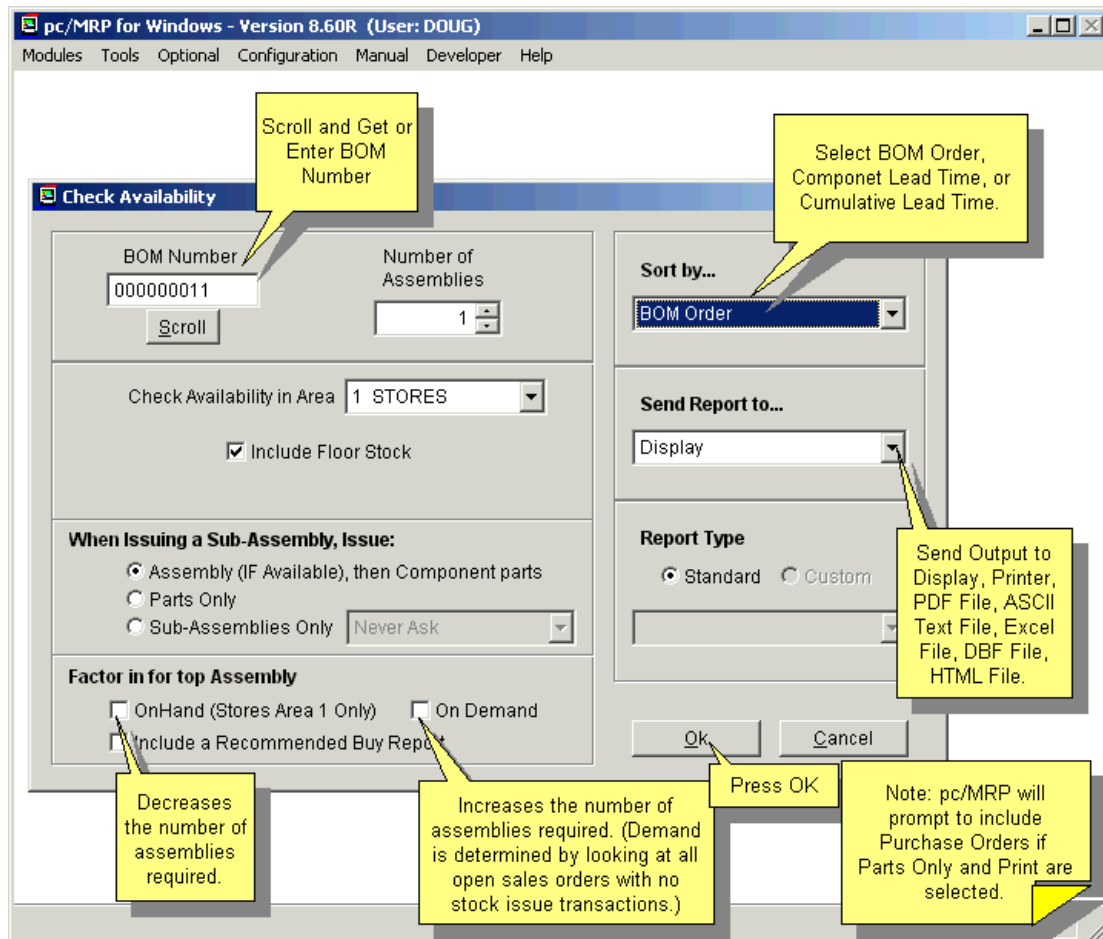 pc/MRP for Windows - Version 8.60R (User: DOUG)
Modules Tools Optional Configuration Manual Developer Help
Scroll and Get or
Enter BOM
Number
Select BOM Order,
Componet Lead Time, or
Cumulative Lead Time.
Check Availability
BOM Number
000000011
Scroll
Number of
Assemblies
1
Sort by...
BOM Order
Check Availability in Area 1 STORES
Include Floor Stock
Send Report to...
Display
When Issuing a Sub-Assembly, Issue:
Assembly (IF Available), then Component parts
Parts Only
Sub-Assemblies Only Never Ask
Report Type
Standard Custom
Send Output to
Display, Printer,
PDF File, ASCII
Text File, Excel
File, DBF File,
HTML File.
Factor in for top Assembly
OnHand (Stores Area 1 Only) On Demand
Include a Recommended Buy Report
Ok Cancel
Press OK
Decreases
the number of
assemblies
required.
Increases the number of
assemblies required. (Demand
is determined by looking at all
open sales orders with no
stock issue transactions.)
Note: pc/MRP will
prompt to include
Purchase Orders if
Parts Only and Print are
selected.